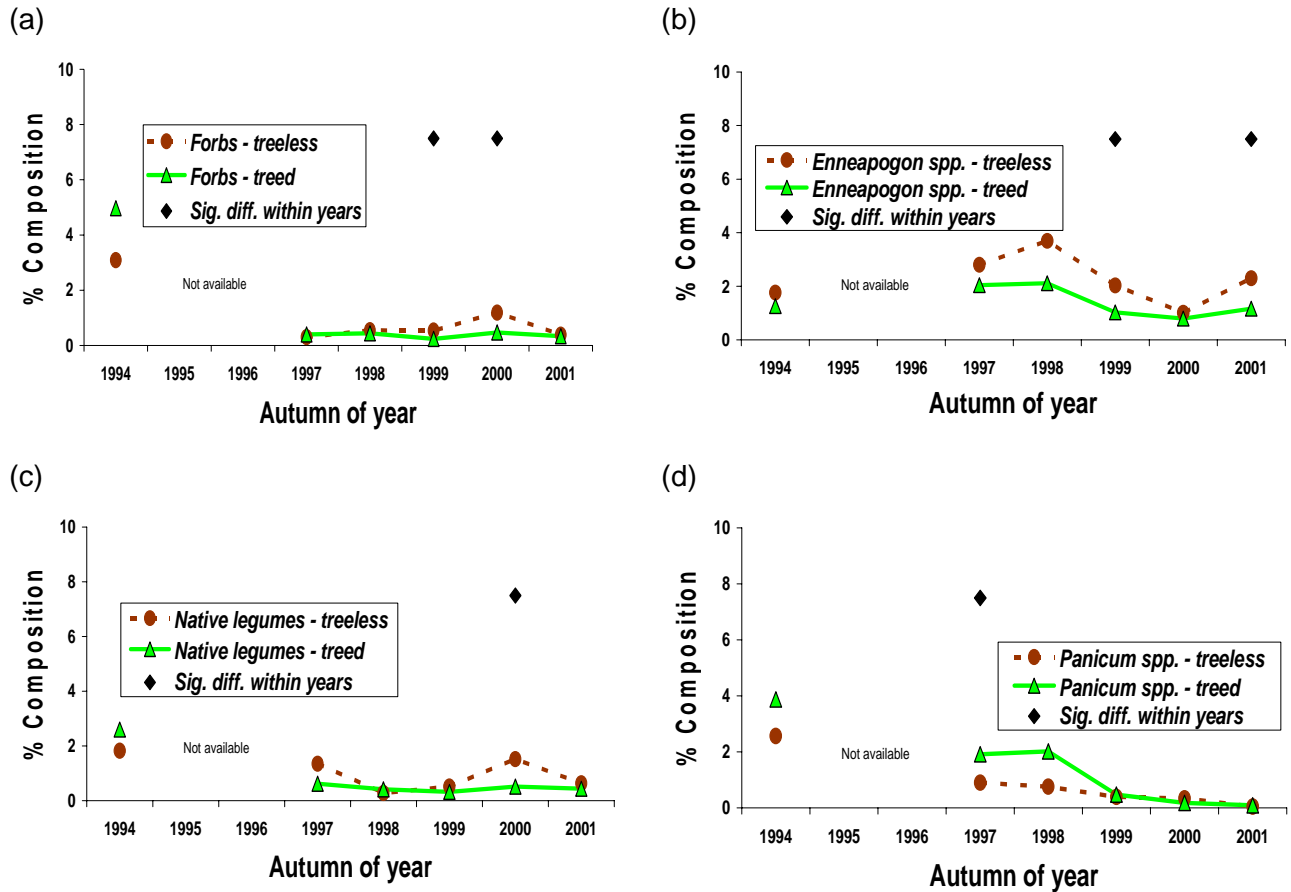 (a)
% Composition
10
8
6
4
2
0
Forbs - treeless
Forbs - treed
Sig. diff. within years
Not available
1994 1995 1996 1997 1998 1999 2000 2001
Autumn of year
(b)
% Composition
10
8
6
4
2
0
Enneapogon spp. - treeless
Enneapogon spp. - treed
Sig. diff. within years
Not available
1994 1995 1996 1997 1998 1999 2000 2001
Autumn of year
(c)
% Composition
10
8
6
4
2
0
Native legumes - treeless
Native legumes - treed
Sig. diff. within years
Not available
1994 1995 1996 1997 1998 1999 2000 2001
Autumn of year
(d)
% Composition
10
8
6
4
2
0
Panicum spp. - treeless
Panicum spp. - treed
Sig. diff. within years
Not available
1994 1995 1996 1997 1998 1999 2000 2001
Autumn of year